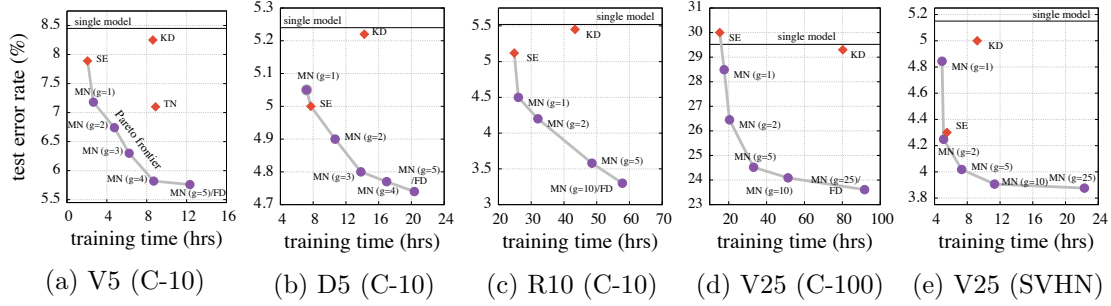 test error rate (%)
8.5
8
7.5
7
6.5
6
5.5
0 4 8 12 16
single model
KD
SE
TN
MN (g=1)
MN (g=2)
MN (g=3)
MN (g=4)
MN (g=5)/FD
Pareto frontier
training time (hrs)
(a) V5 (C-10)
5.3
5.2
5.1
5
4.9
4.8
4.7
0 4 8 12 16 20 24
single model
KD
MN (g=1)
SE
MN (g=2)
MN (g=3)
MN (g=4)
MN (g=5)
/FD
training time (hrs)
(b) D5 (C-10)
5.5
5
4.5
4
3.5
3
20 30 40 50 60 70
single model
KD
SE
MN (g=1)
MN (g=2)
MN (g=5)
MN (g=10)/FD
training time (hrs)
(c) R10 (C-10)
31
30
29
28
27
26
25
24
23
20 40 60 80 100
SE
single model
KD
MN (g=1)
MN (g=2)
MN (g=5)
MN (g=10)
MN (g=25)/
FD
training time (hrs)
(d) V25 (C-100)
5.2
5
4.8
4.6
4.4
4.2
4
3.8
4 8 12 16 20 24
single model
KD
MN (g=1)
SE
MN (g=2)
MN (g=5)
MN (g=10)
MN (g=25)
training time (hrs)
(e) V25 (SVHN)